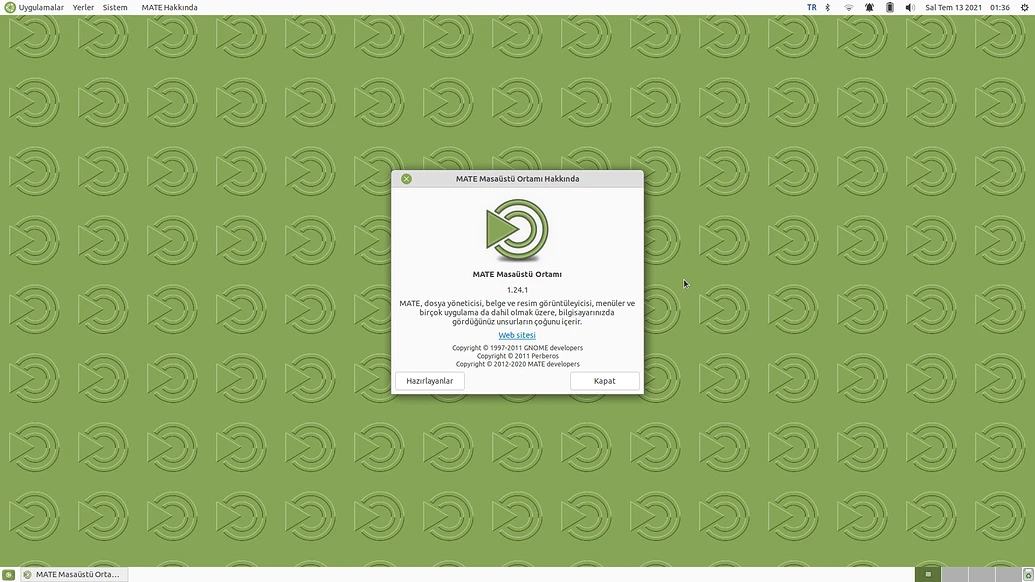 Uygulamalar Yerler Sistem MATE Hakkında TR Sal Tem 13 2021 01:36
MATE Masaüstü Ortamı Hakkında
MATE Masaüstü Ortamı
1.24.1
MATE, dosya yöneticisi, belge ve resim görüntüleyicisi, menüler ve
birçok uygulama da dahil olmak üzere, bilgisayarınızda
gördüğünüz unsurların çoğunu içerir.
Web sitesi
Copyright © 1997-2011 GNOME developers
Copyright © 2011 Perberos
Copyright © 2012-2020 MATE developers
Hazırlayanlar Kapat
MATE Masaüstü Orta…